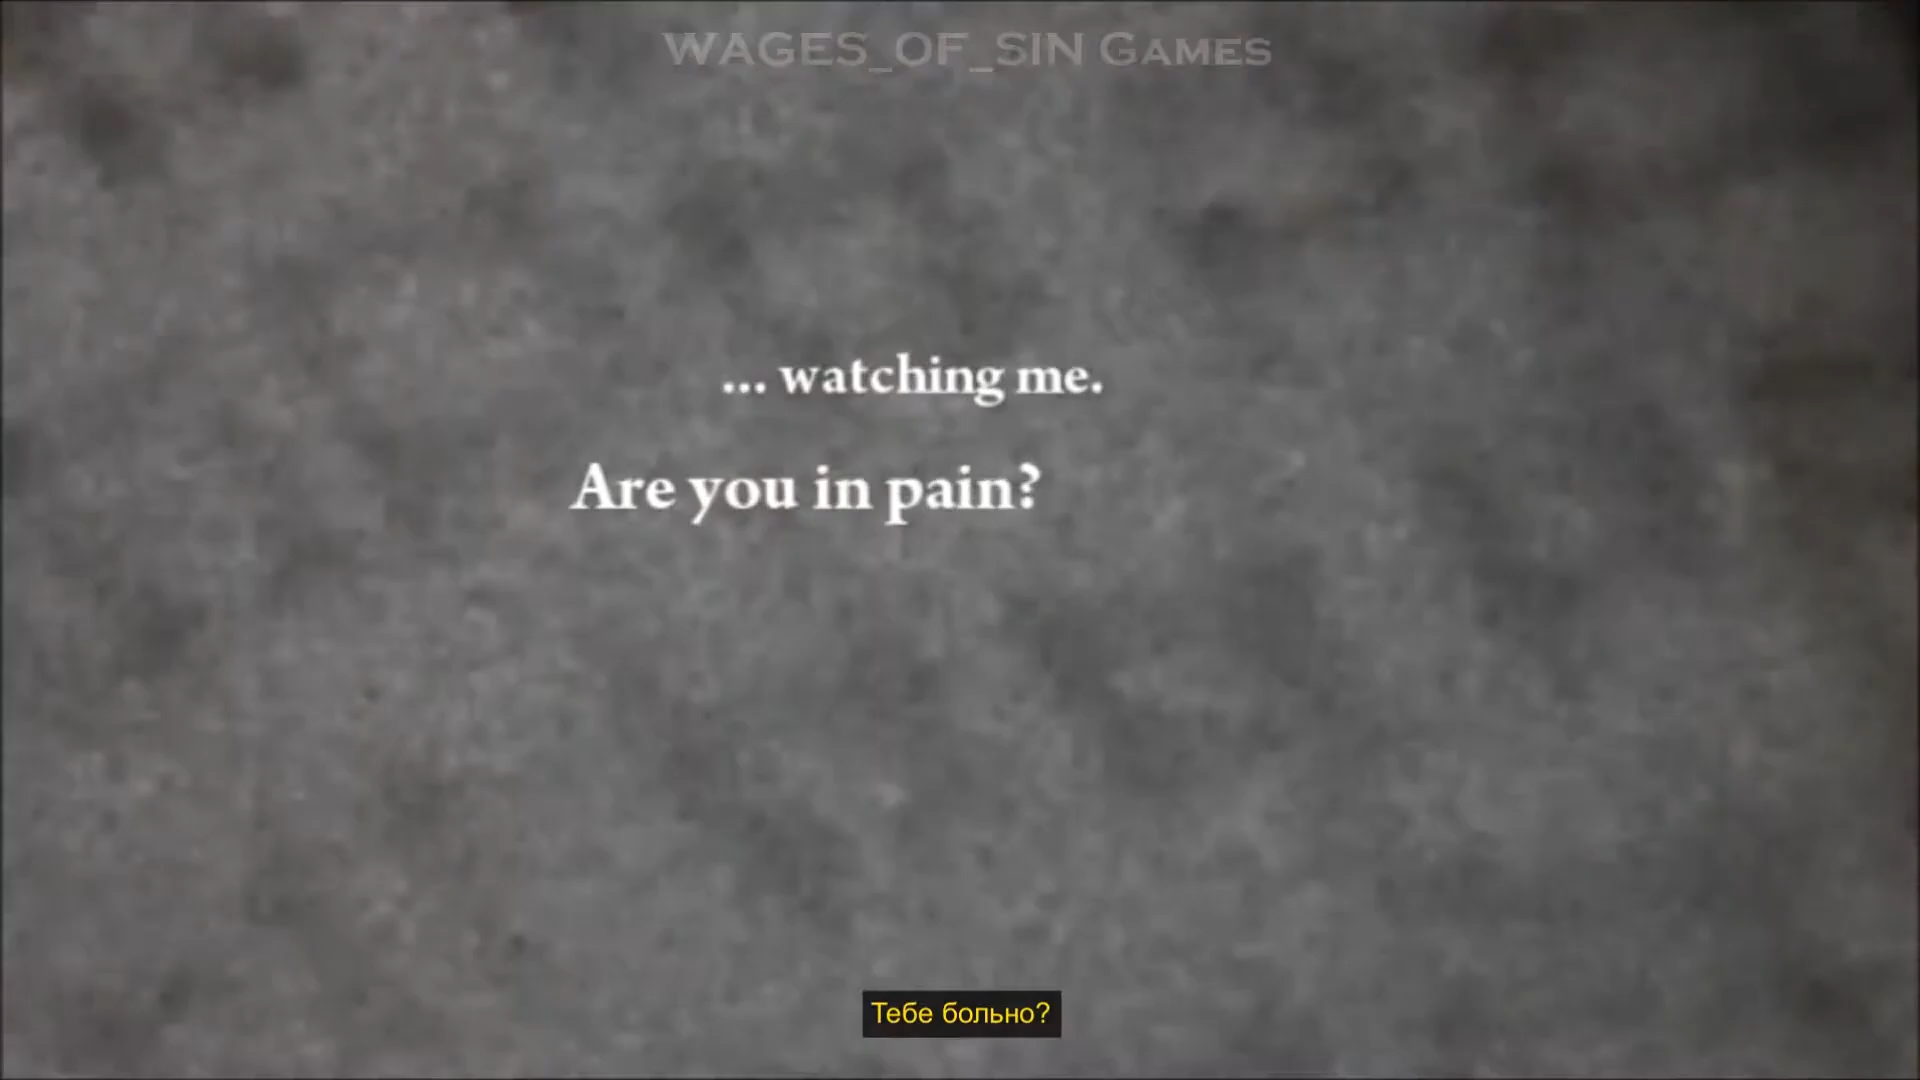 WAGES_OF_SIN GAMES
... watching me.
Are you in pain?
Тебе больно?